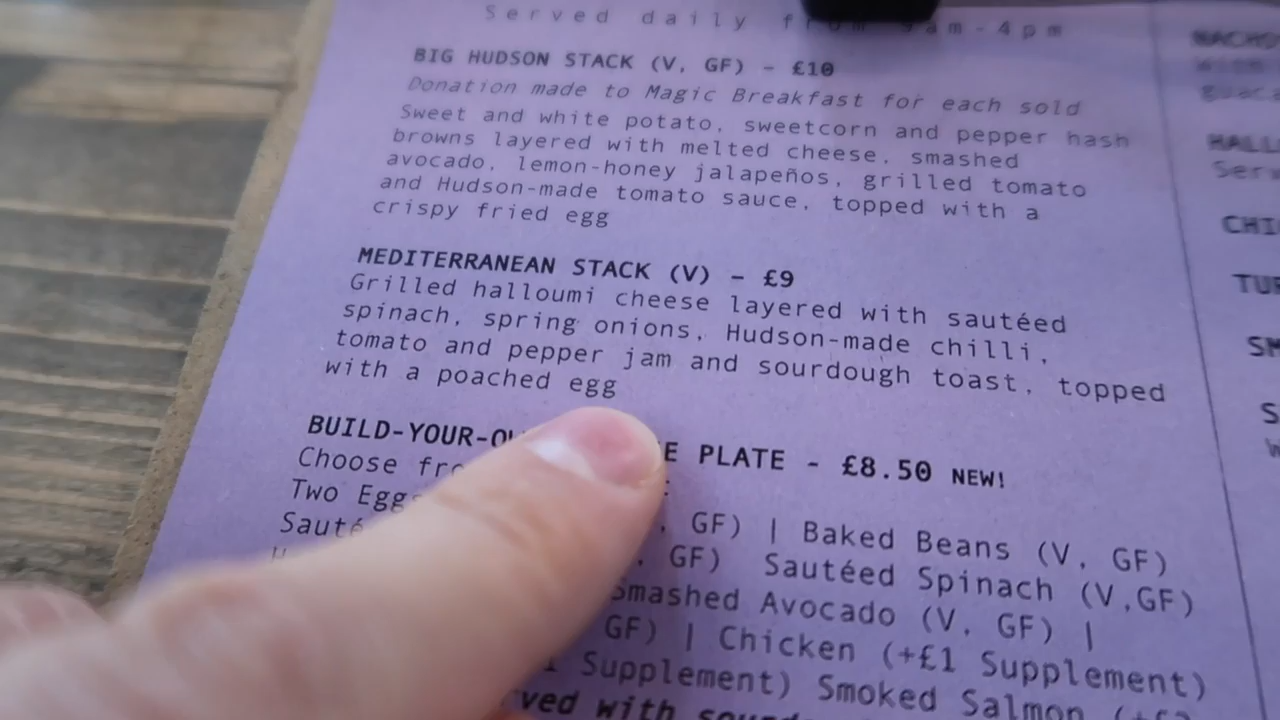 Served daily from 9am-4pm
BIG HUDSON STACK (V, GF) - £10
Donation made to Magic Breakfast for each sold
Sweet and white potato, sweetcorn and pepper hash
browns layered with melted cheese, smashed
avocado, lemon-honey jalapeños, grilled tomato
and Hudson-made tomato sauce, topped with a
crispy fried egg
MEDITERRANEAN STACK (V) - £9
Grilled halloumi cheese layered with sautéed
spinach, spring onions, Hudson-made chilli,
tomato and pepper jam and sourdough toast, topped
with a poached egg
BUILD-YOUR- PLATE - £8.50 NEW!
Choose
Two
GF) | Baked Beans (V, GF)
GF) Sautéed Spinach (V,GF)
Smashed Avocado (V, GF) |
GF) | Chicken (+£1 Supplement)
Supplement) Smoked Salmon
with
NACHOS